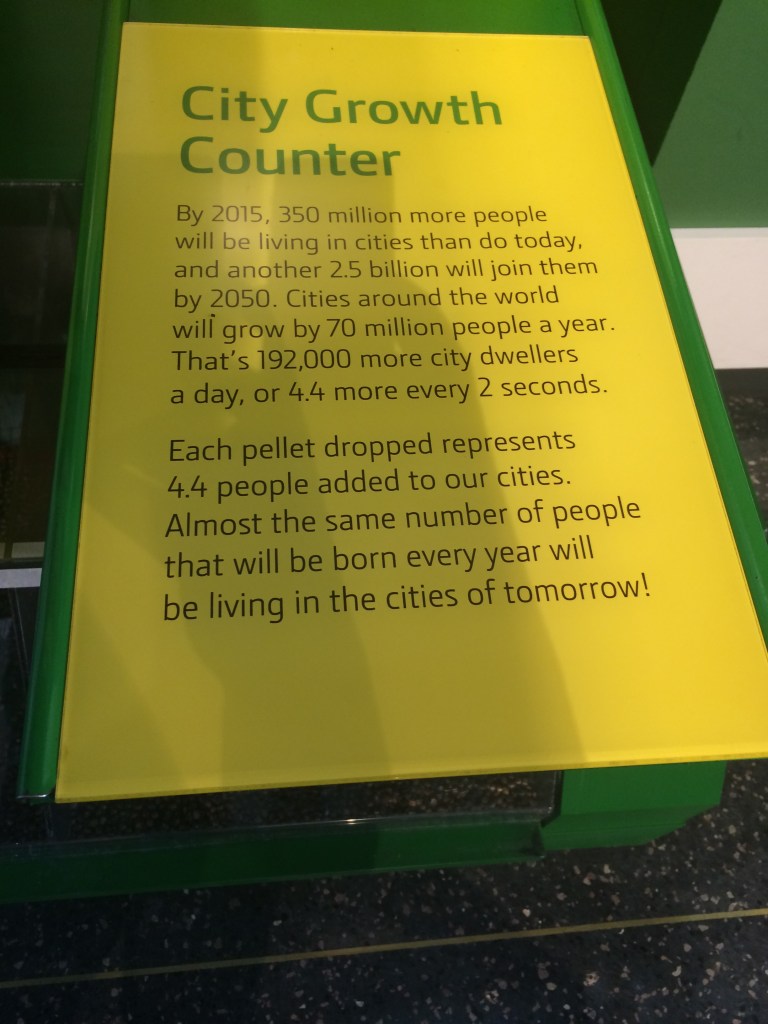 City Growth
Counter
By 2015, 350 million more people
will be living in cities than do today,
and another 2.5 billion will join them
by 2050. Cities around the world
will grow by 70 million people a year.
That's 192,000 more city dwellers
a day, or 4.4 more every 2 seconds.
Each pellet dropped represents
4.4 people added to our cities.
Almost the same number of people
that will be born every year will
be living in the cities of tomorrow!